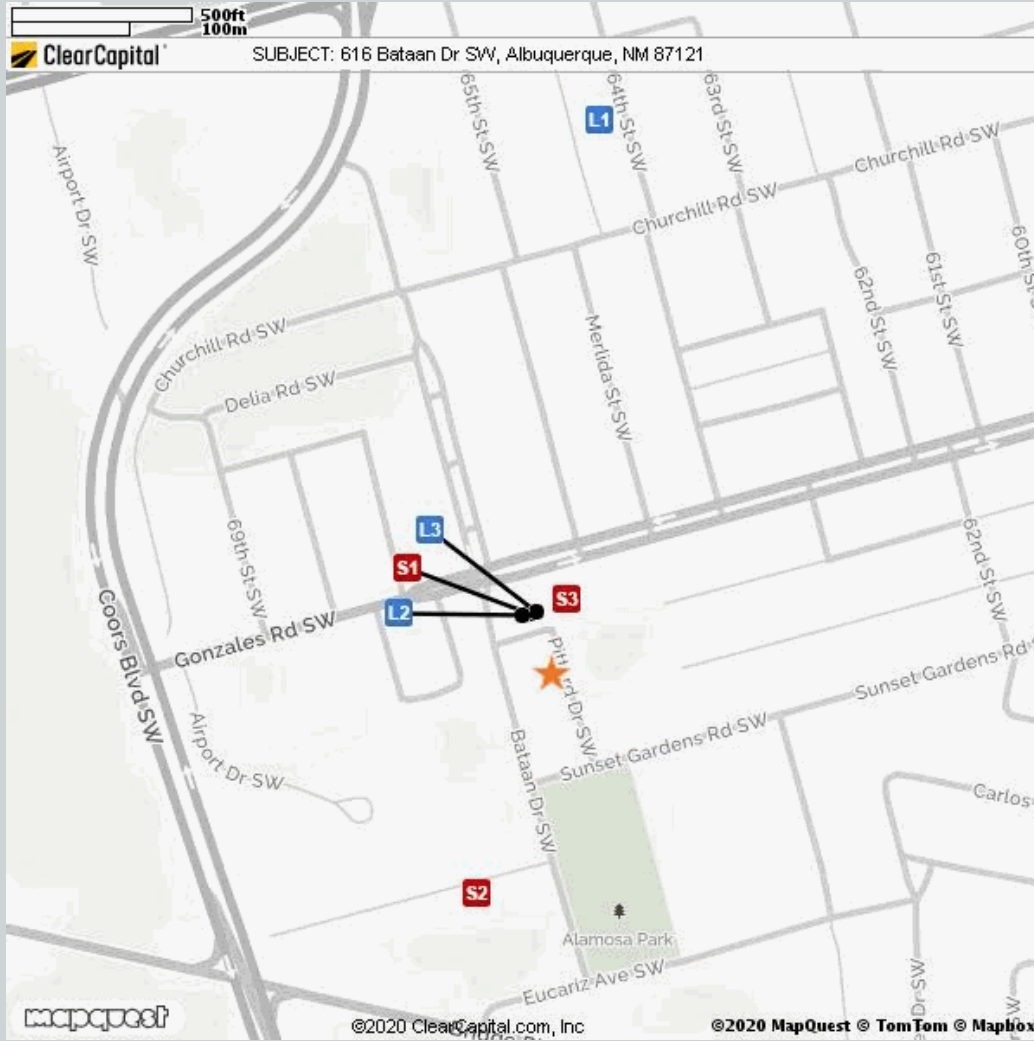 500ft
100m
ClearCapital
SUBJECT: 616 Bataan Dr SW, Albuquerque, NM 87121
65th St SW
64th St SW
63rd St SW
L1
Airport Dr SW
Churchill Rd SW
Churchill Rd SW
60th St
62nd St SW
61st St SW
Churchill Rd SW
Merlida St SW
Delia Rd SW
69th St SW
L3
S1
L2
S3
62nd St SW
Coors Blvd SW
Gonzales Rd SW
Sunset Gardens Rd
Airport Dr SW
Bataan Dr SW
Sunset Gardens Rd SW
Carlos
S2
Alamosa Park
Eucariz Ave SW
Dr SW
SW
mapquest
©2020 ClearCapital.com, Inc
©2020 MapQuest © TomTom © Mapbox